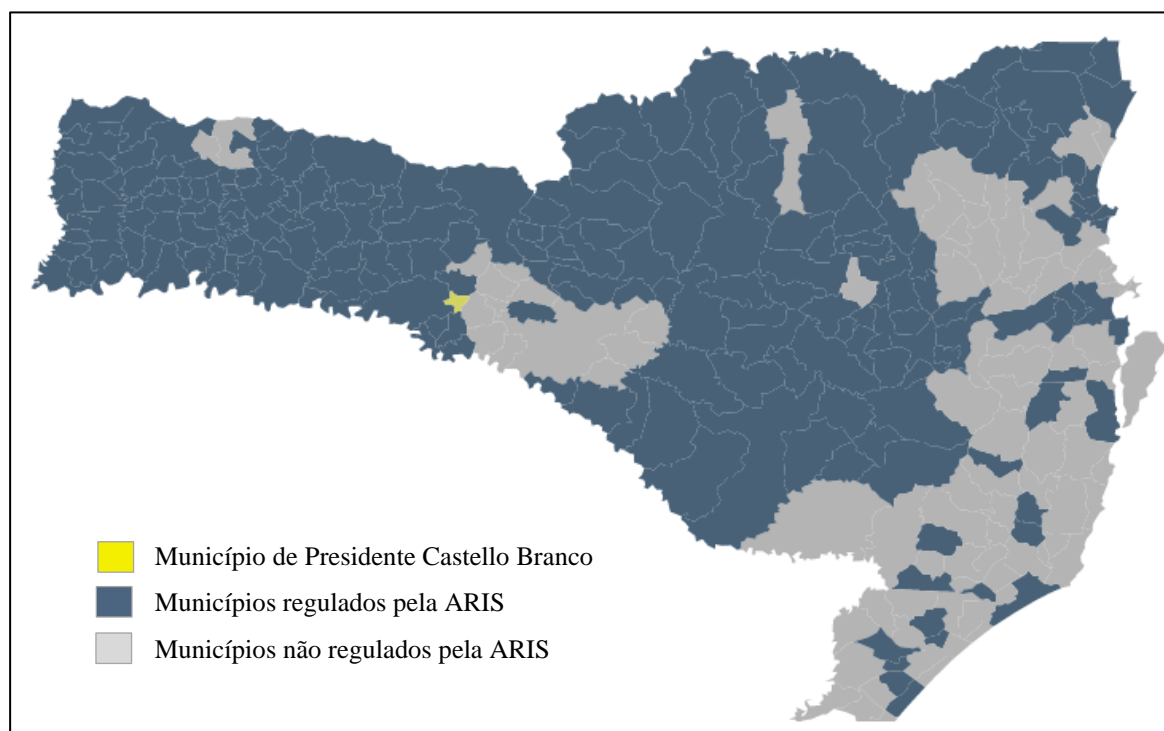 Município de Presidente Castello Branco
Municípios regulados pela ARIS
Municípios não regulados pela ARIS